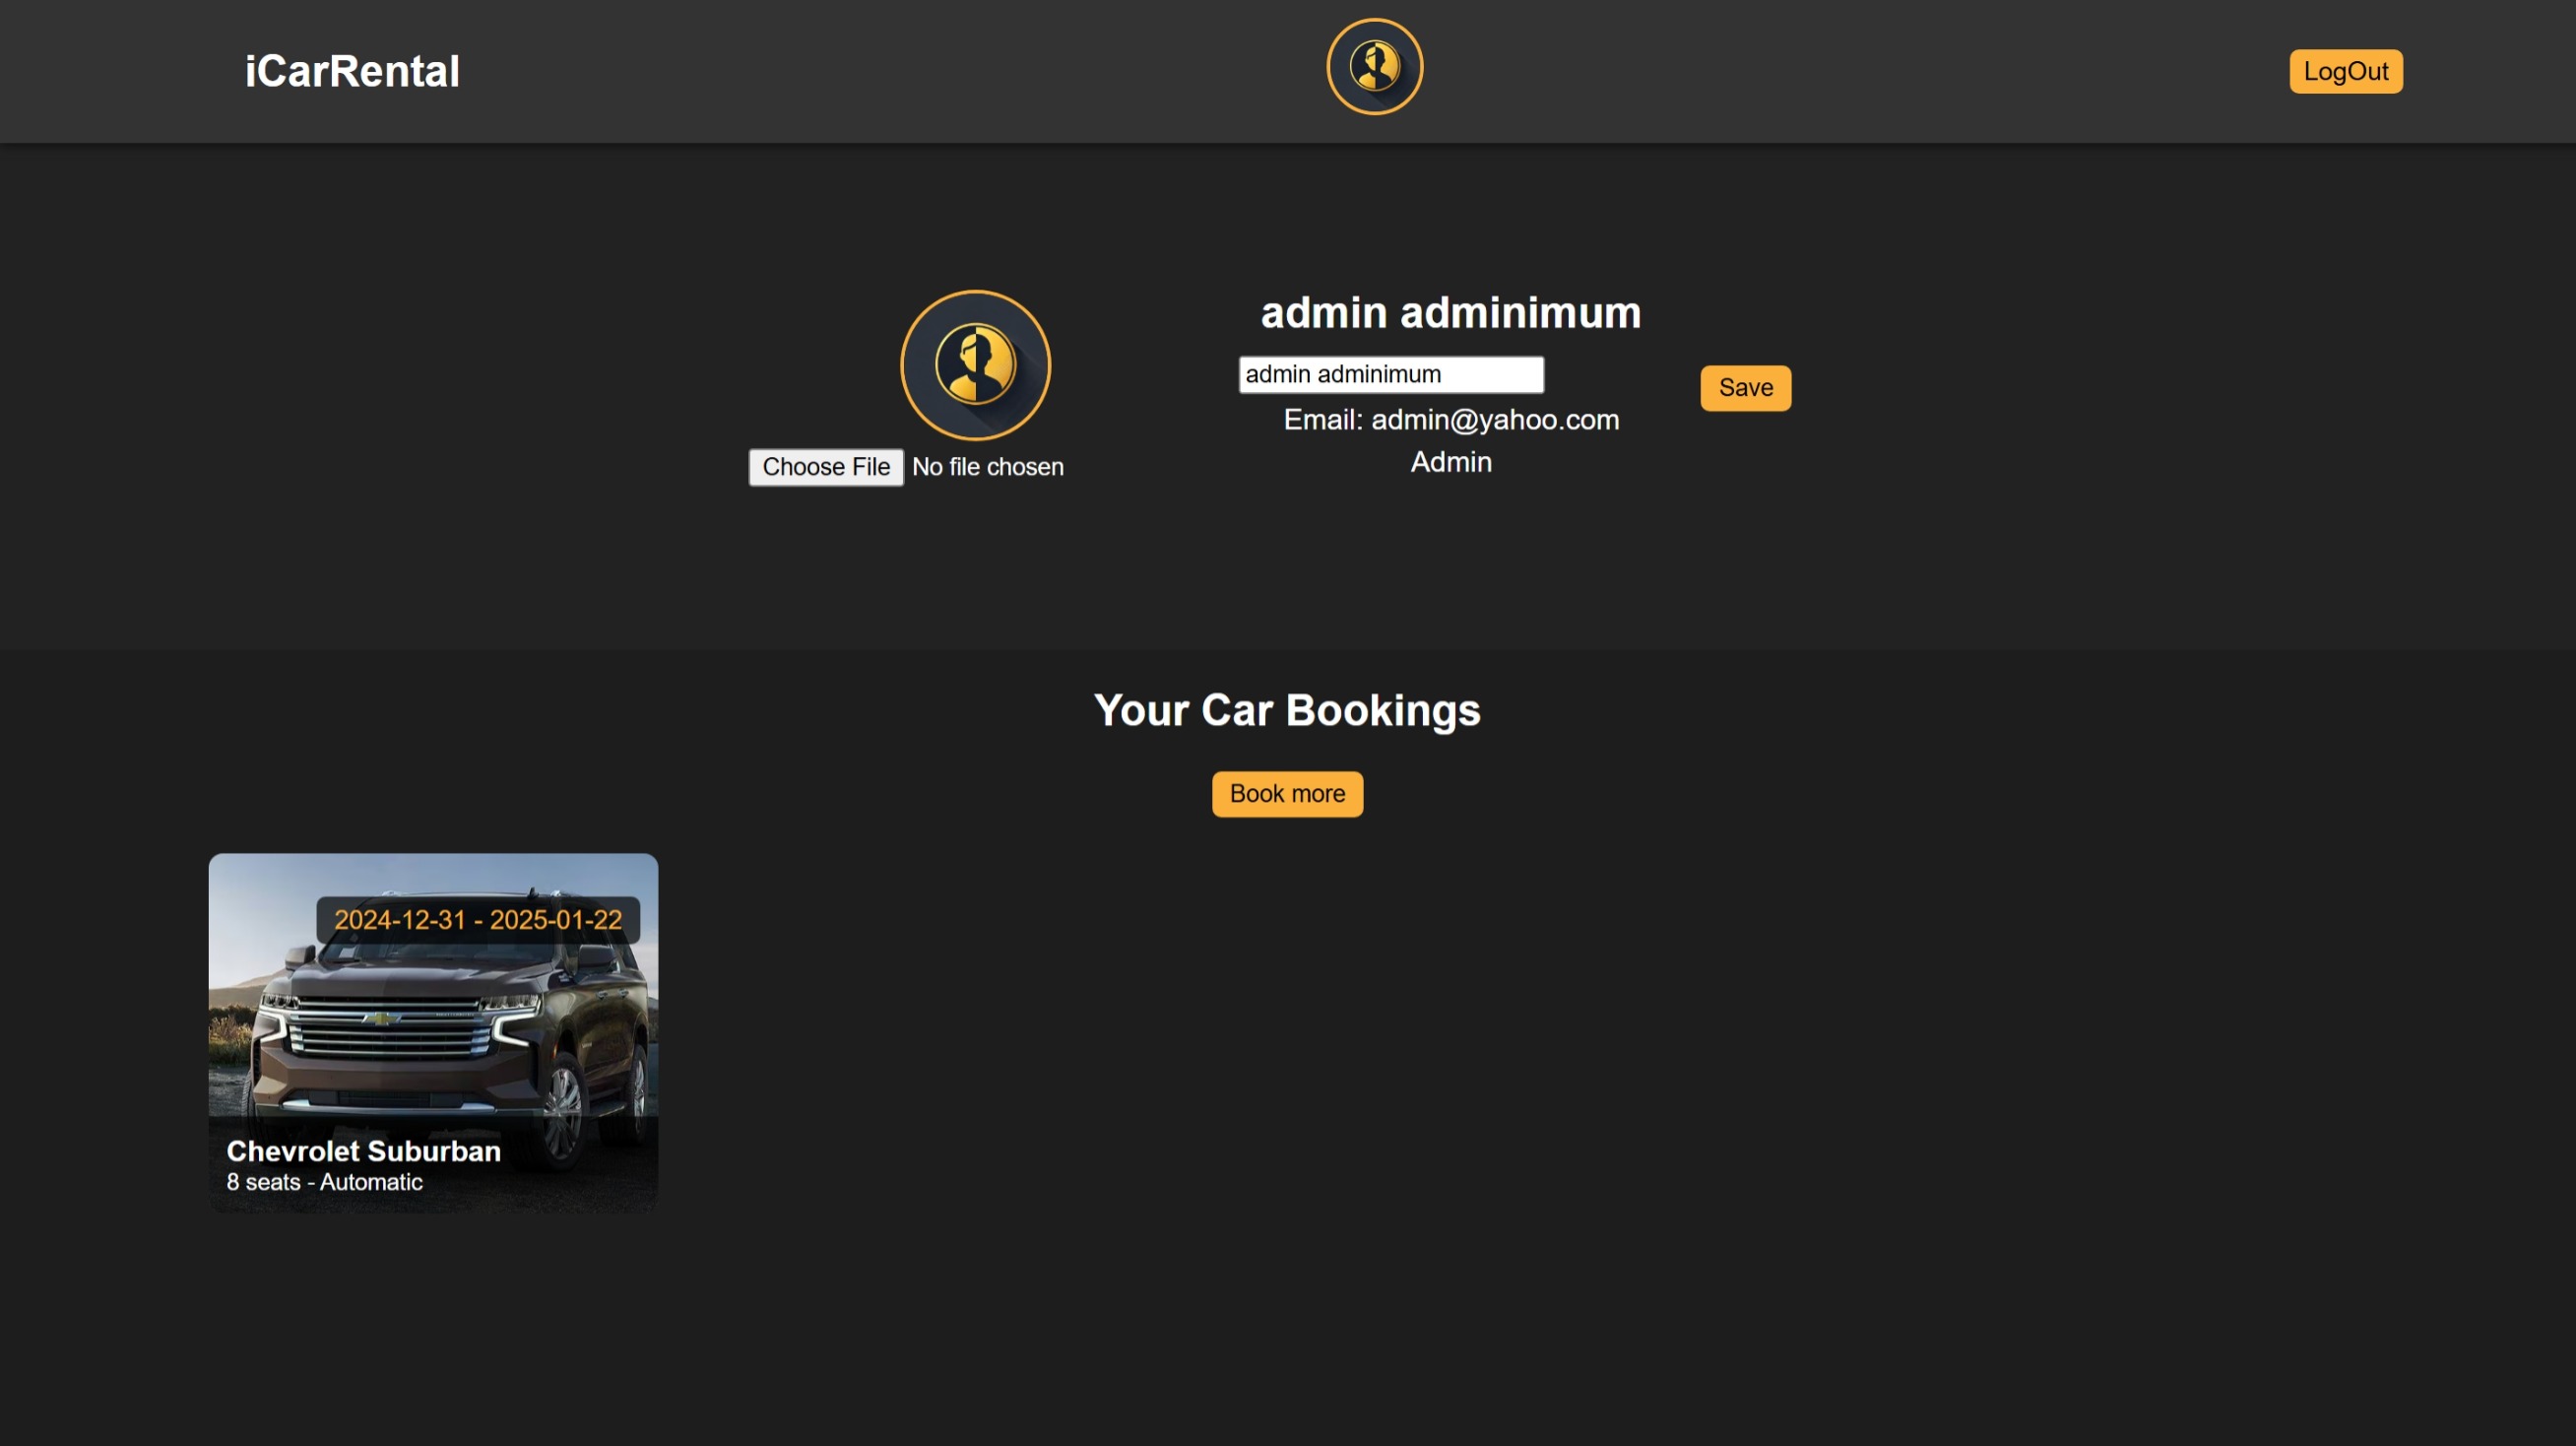 iCarRental
LogOut
admin adminimum
admin adminimum
Save
Email: admin@yahoo.com
Admin
Choose File No file chosen
Your Car Bookings
Book more
2024-12-31 - 2025-01-22
Chevrolet Suburban
8 seats - Automatic